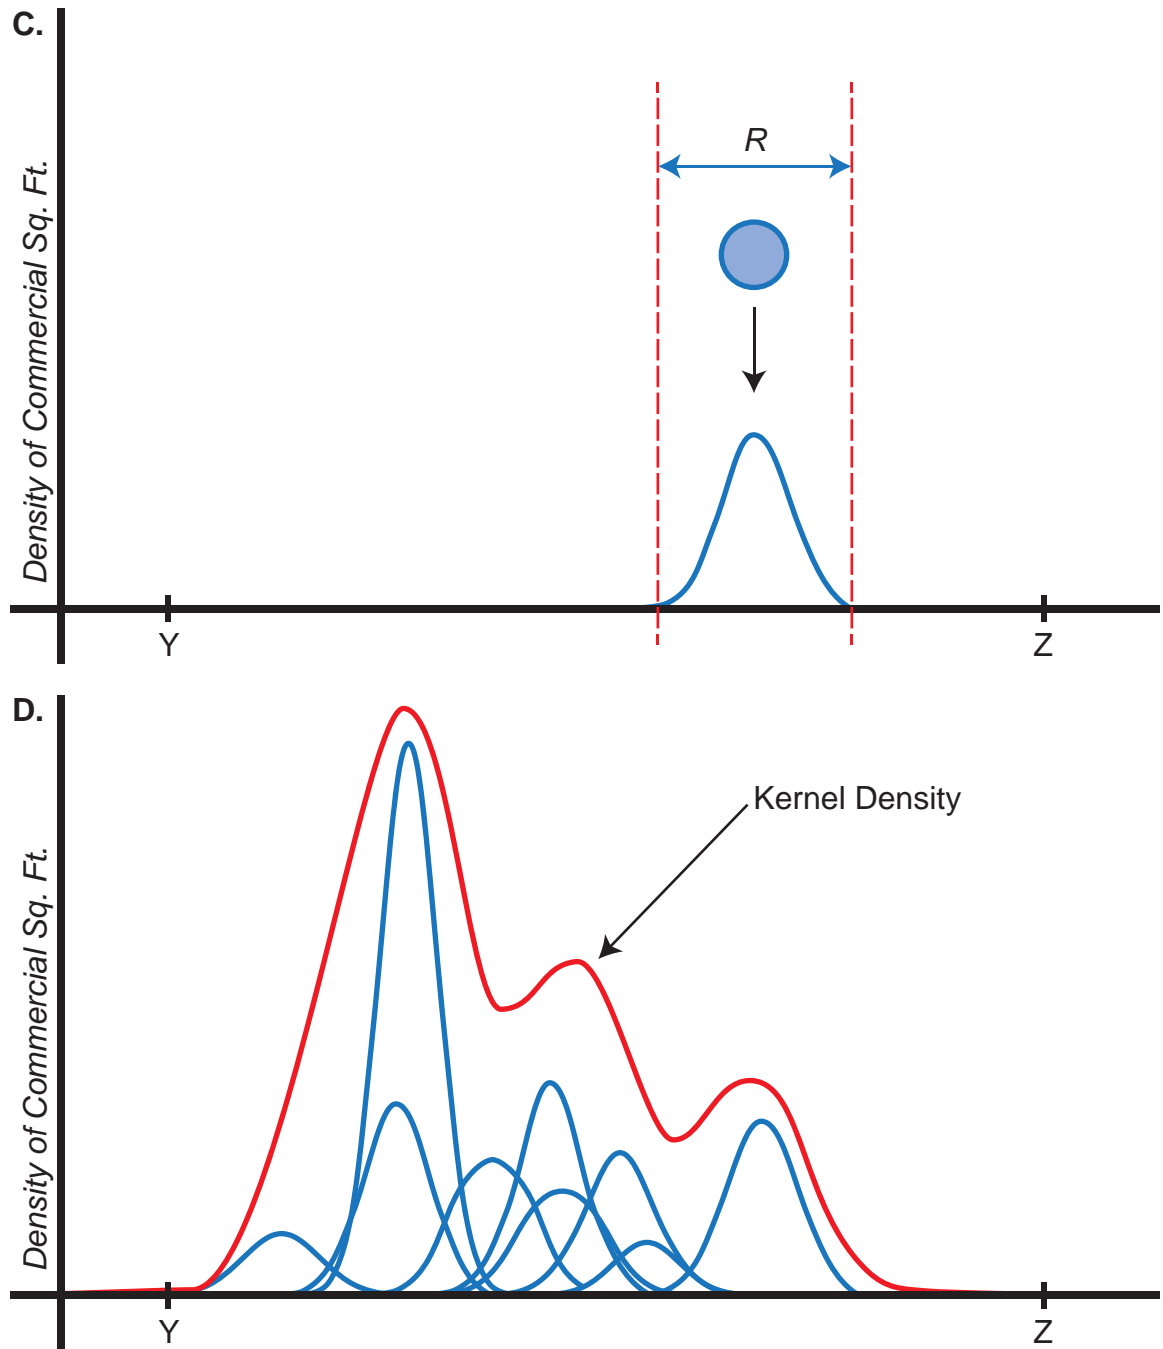 C.
Density of Commercial Sq. Ft.
R
Y
Z
D.
Density of Commercial Sq. Ft.
Kernel Density
Y
Z